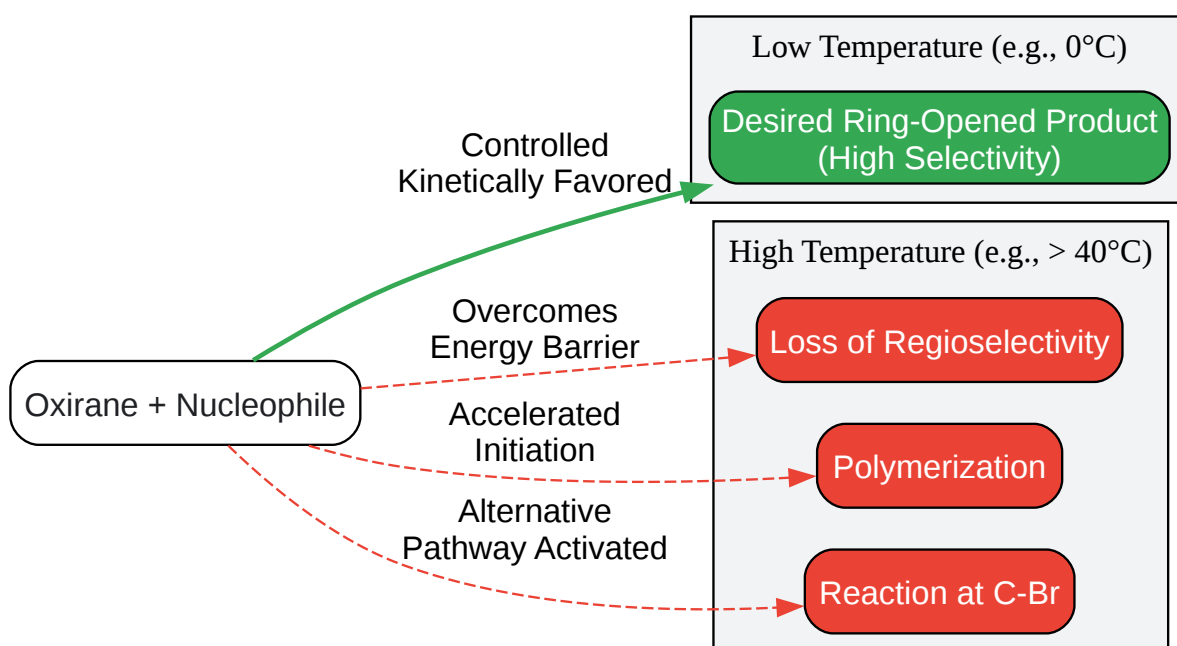 Low Temperature (e.g., 0°C)
Desired Ring-Opened Product
(High Selectivity)
Controlled
Kinetically Favored
High Temperature (e.g., > 40°C)
Overcomes
Energy Barrier
Loss of Regioselectivity
Oxirane + Nucleophile
Accelerated
Initiation
Polymerization
Alternative
Pathway Activated
Reaction at C-Br